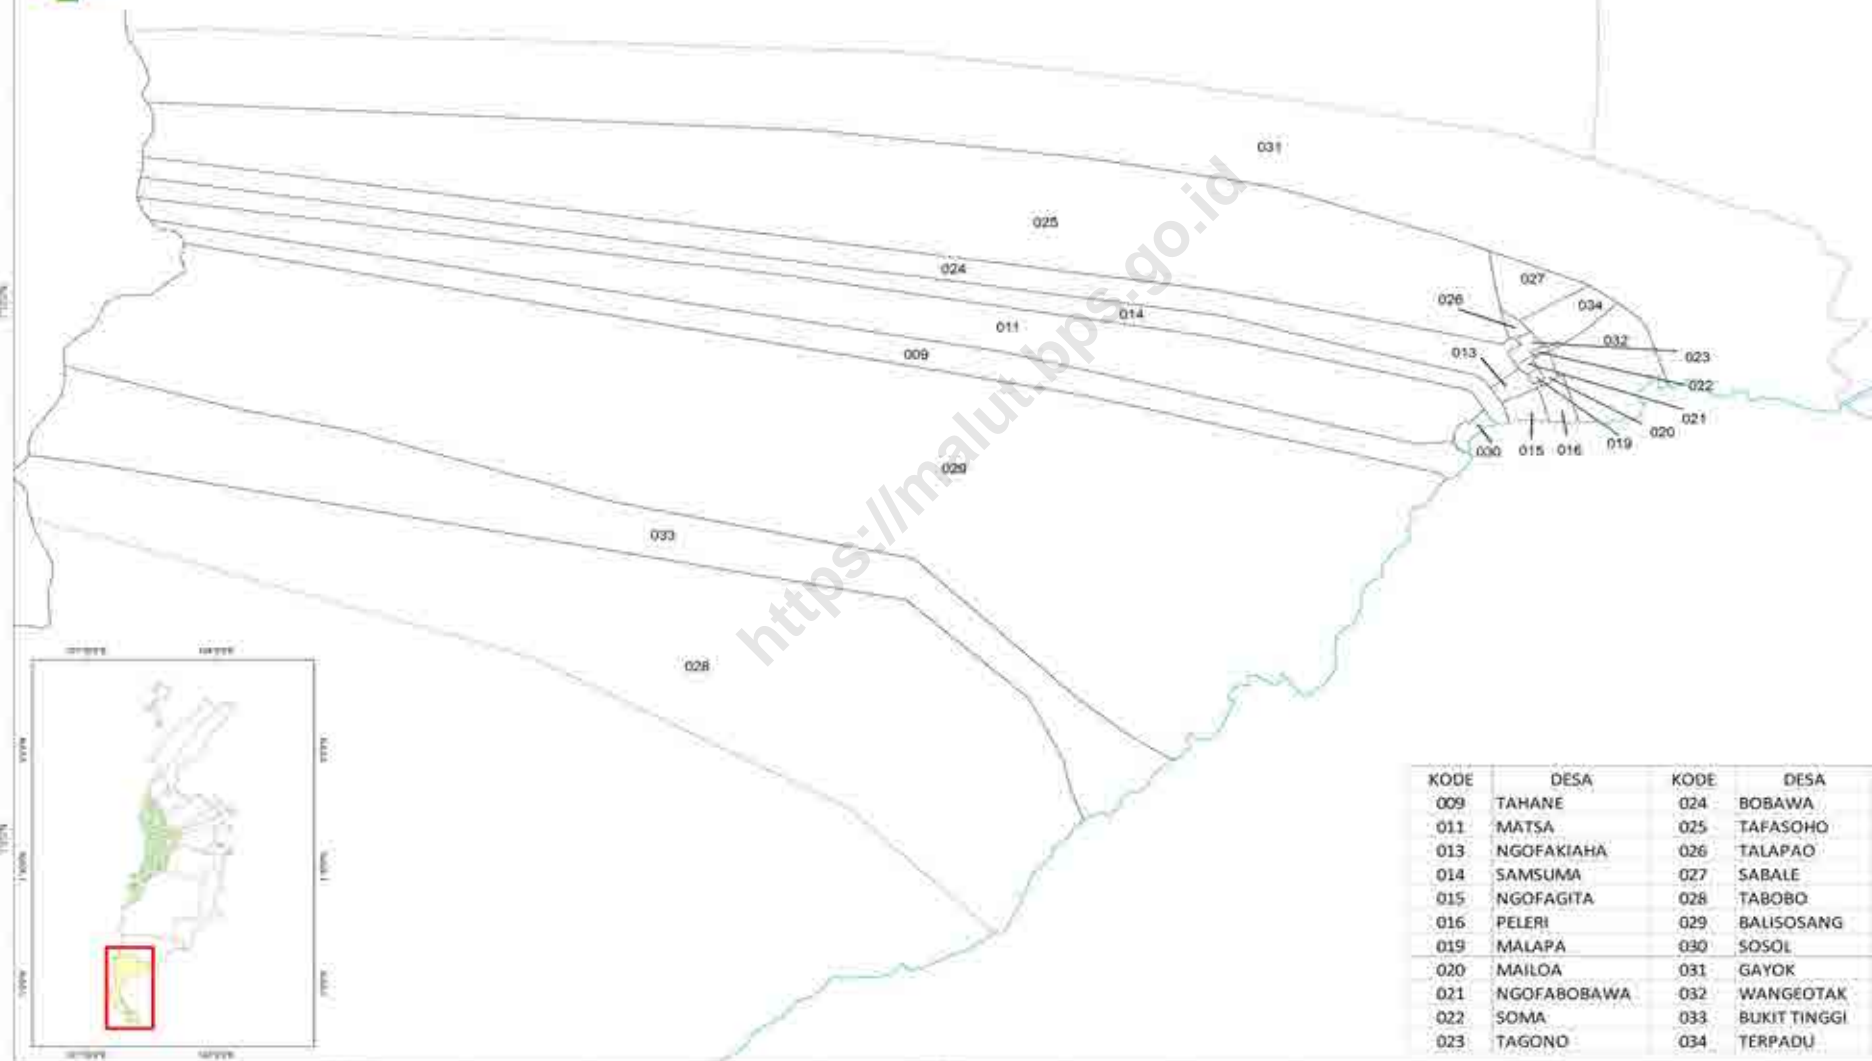 031
025
027
024
026
034
014
011
032
009
013
023
022
021
020
019
030
015
016
029
033
028
https://malut.bps.go.id
KODE DESA KODE DESA
009 TAHANE 024 BOBAWA
011 MATSA 025 TAFASOHO
013 NGOFAKIAHA 026 TALAPAO
014 SAMSUMA 027 SABALE
015 NGOFAGITA 028 TABOBO
016 PELERI 029 BALISOSANG
019 MALAPA 030 SOSOL
020 MAILOA 031 GAYOK
021 NGOFABOBAWA 032 WANGEOTAK
022 SOMA 033 BUKIT TINGGI
023 TAGONO 034 TERPADU